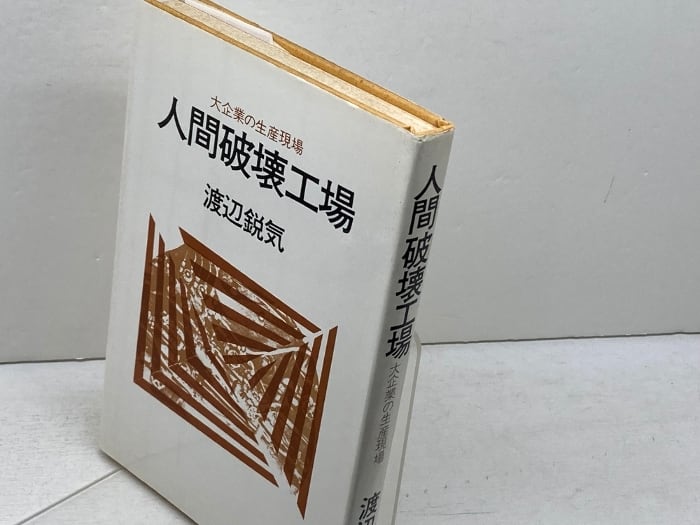 大企業の生産現場
人間破壊工場
渡辺鋭気
人間破壊工場
大企業の生産現場
渡辺